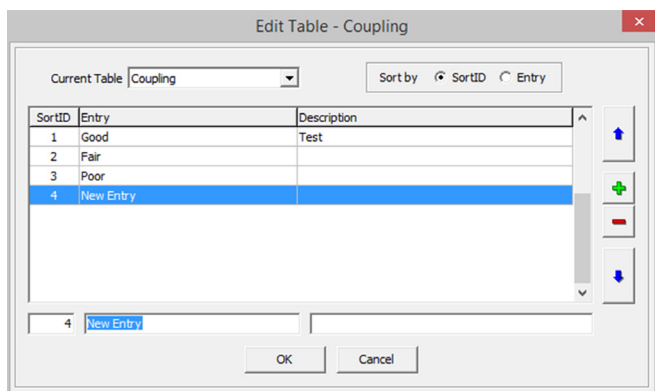 Edit Table - Coupling
Current Table Coupling Sort by SortID Entry
SortID Entry Description
1 Good Test
2 Fair
3 Poor
4 New Entry
4 New Entry
OK Cancel